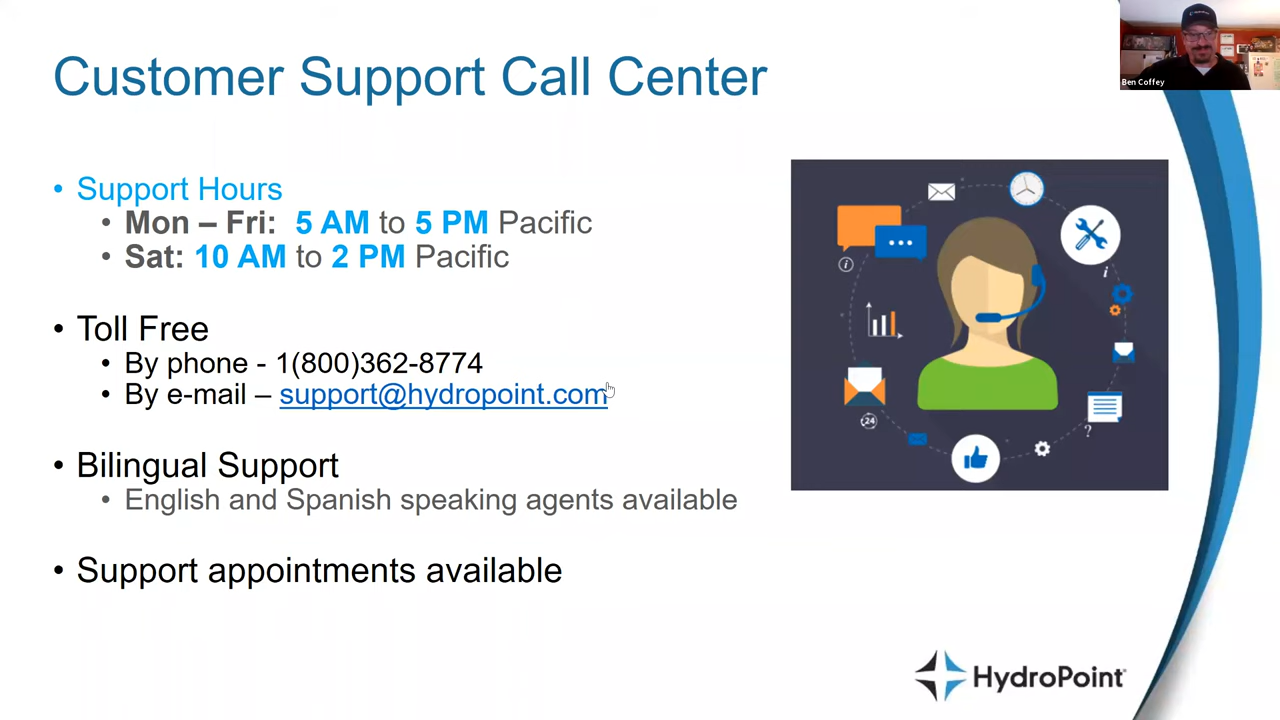 Customer Support Call Center
Ben Coffey
• Support Hours
• Mon – Fri: 5 AM to 5 PM Pacific
• Sat: 10 AM to 2 PM Pacific
• Toll Free
• By phone - 1(800)362-8774
• By e-mail – support@hydropoint.com
• Bilingual Support
• English and Spanish speaking agents available
• Support appointments available
i
i
24
?
HydroPoint